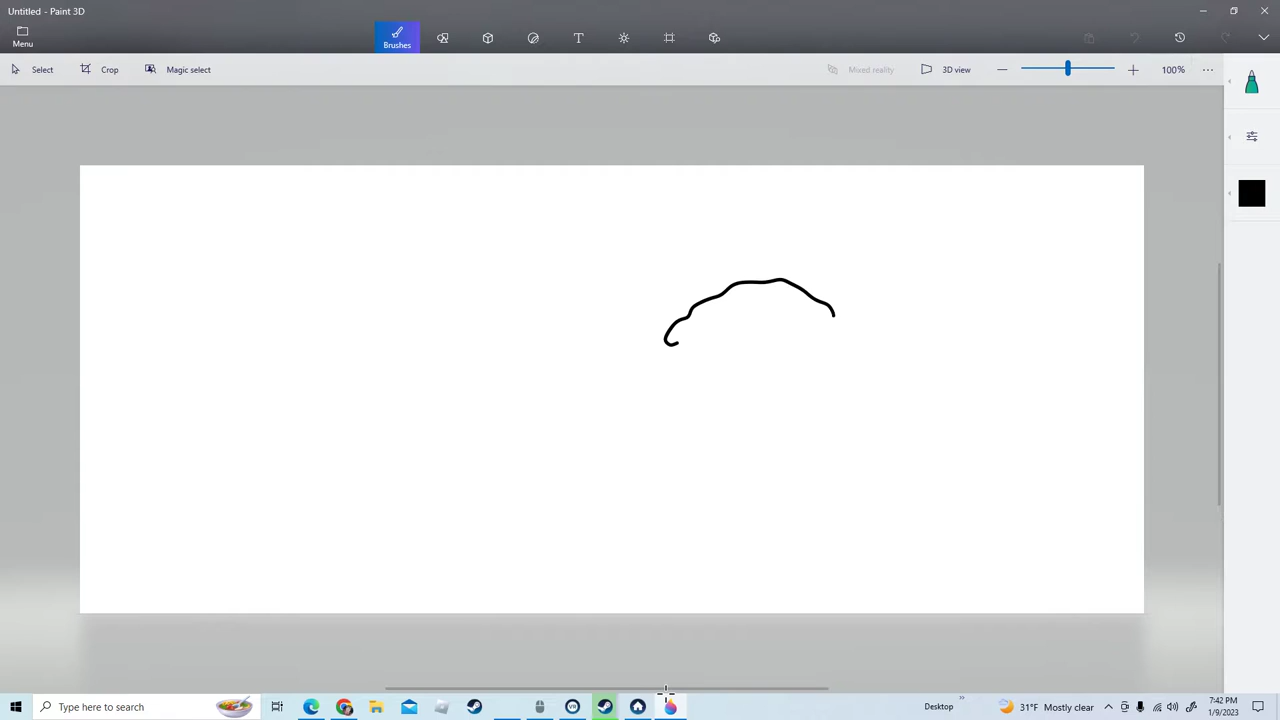 Untitled - Paint 3D
Menu
Brushes
Select
Crop
Magic select
Mixed reality
3D view
100%
Type here to search
VR
Desktop
31°F Mostly clear
7:42 PM
1/9/2023